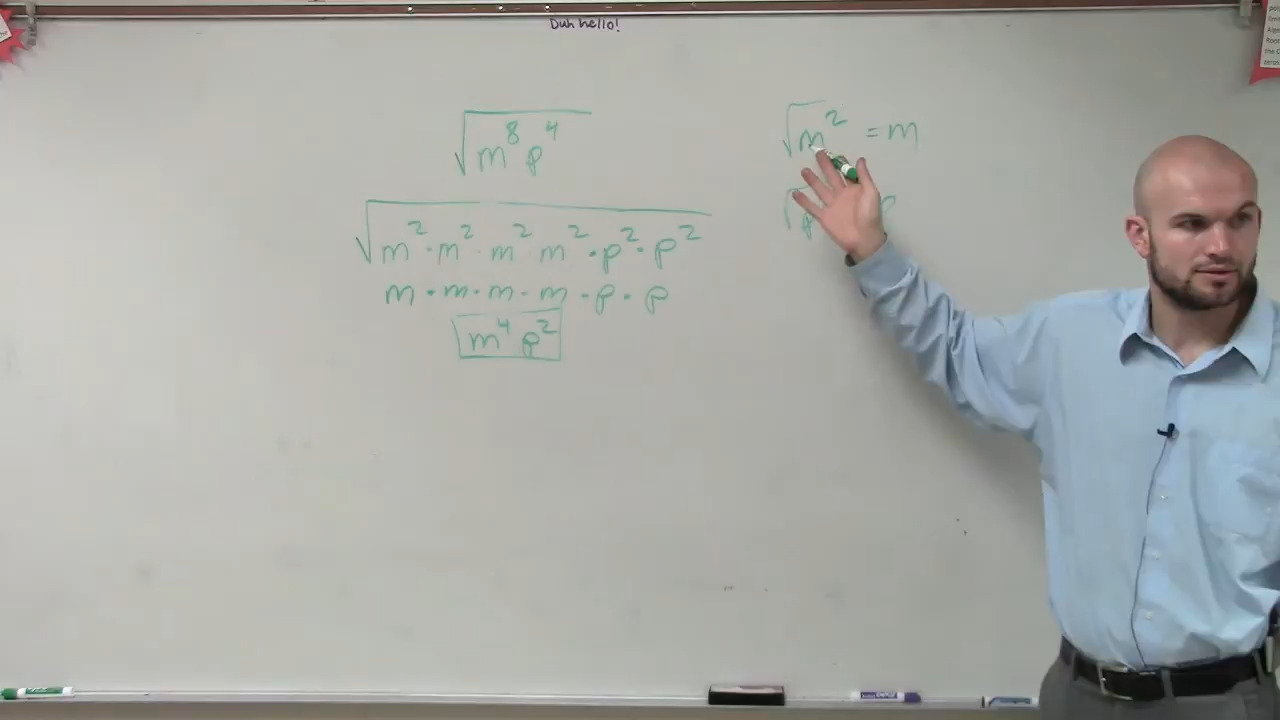 Duh hello!
√m⁸p⁴
√m²·m²·m²·m²·p²·p²
m·m·m·m·p·p
m⁴p²
√m² = m